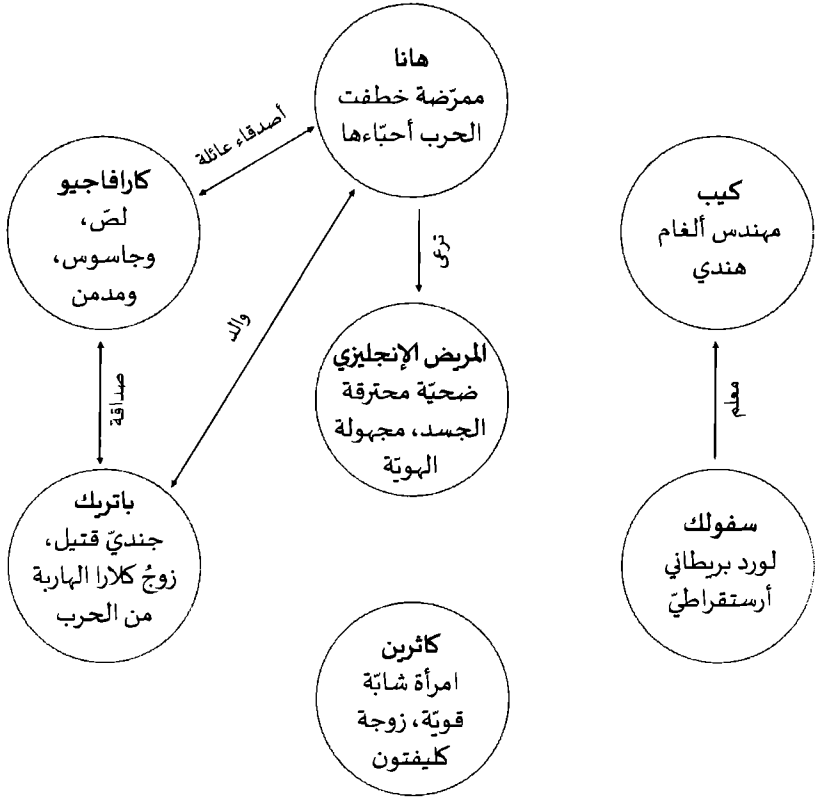 هانا
ممرّضة خطفت
الحرب أحبّاءها
أصدقاء عائلة
كارافاجيو
لصّ،
وجاسوس،
ومدمن
كيب
مهندس ألغام
هندي
ترعى
والد
صداقة
معلم
المريض الإنجليزي
ضحيّة محترقة
الجسد، مجهولة
الهويّة
باتريك
جنديّ قتيل،
زوجُ كلارا الهاربة
من الحرب
سفولك
لورد بريطاني
أرستقراطيّ
كاثرين
امرأة شابّة
قويّة، زوجة
كليفتون